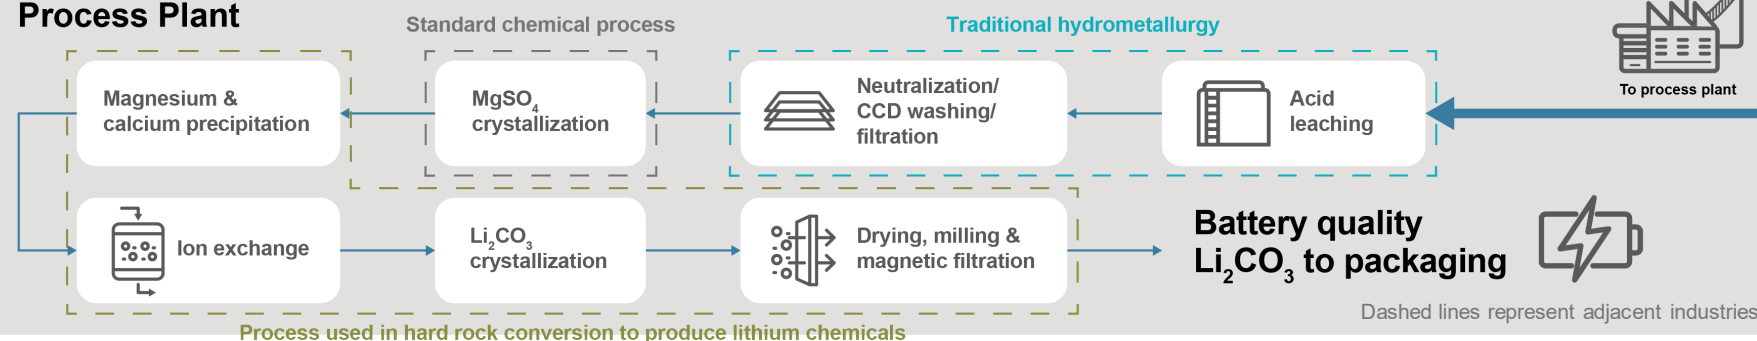 Process Plant
Standard chemical process
Traditional hydrometallurgy
To process plant
Magnesium &
calcium precipitation
MgSO4
crystallization
Neutralization/
CCD washing/
filtration
Acid
leaching
Ion exchange
Li2CO3
crystallization
Drying, milling &
magnetic filtration
Battery quality
Li2CO3 to packaging
Dashed lines represent adjacent industries
Process used in hard rock conversion to produce lithium chemicals